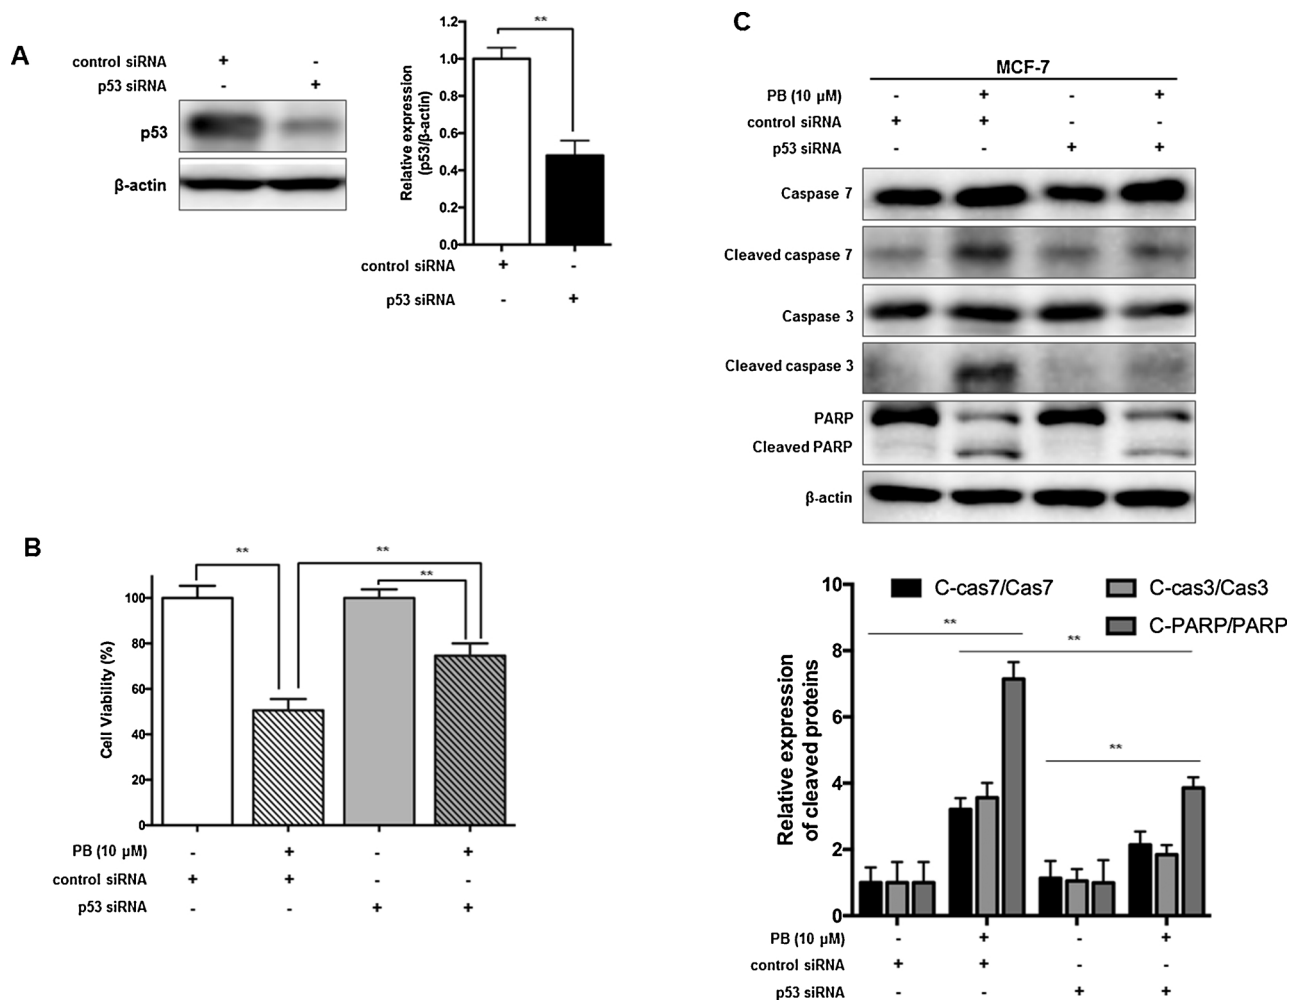 A
control siRNA + -
p53 siRNA - +
p53
β-actin
1.2
1.0
0.8
0.6
0.4
0.2
0.0
Relative expression
(p53/β-actin)
**
control siRNA + -
p53 siRNA - +
B
Cell Viability (%)
100
80
60
40
20
0
** ** **
PB (10 μM) - + - +
control siRNA + + - -
p53 siRNA - - + +
C
MCF-7
PB (10 μM) - + - +
control siRNA + + - -
p53 siRNA - - + +
Caspase 7
Cleaved caspase 7
Caspase 3
Cleaved caspase 3
PARP
Cleaved PARP
β-actin
10
8
6
4
2
0
Relative expression
of cleaved proteins
C-cas7/Cas7 C-cas3/Cas3
C-PARP/PARP
** ** **
PB (10 μM) - + - +
control siRNA + + - -
p53 siRNA - - + +